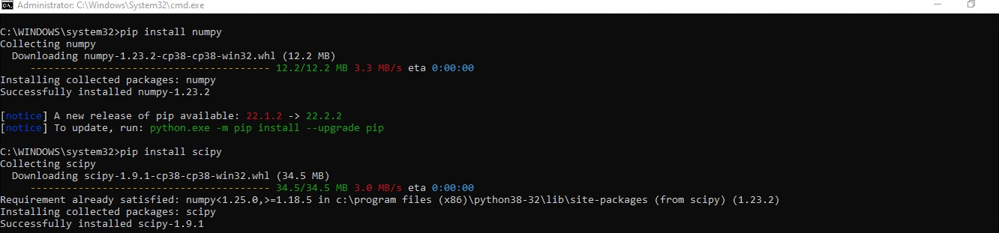 Administrator: C:\Windows\System32\cmd.exe
C:\WINDOWS\system32>pip install numpy
Collecting numpy
  Downloading numpy-1.23.2-cp38-cp38-win32.whl (12.2 MB)
     ---------------------------------------- 12.2/12.2 MB 3.3 MB/s eta 0:00:00
Installing collected packages: numpy
Successfully installed numpy-1.23.2
[notice] A new release of pip available: 22.1.2 -> 22.2.2
[notice] To update, run: python.exe -m pip install --upgrade pip
C:\WINDOWS\system32>pip install scipy
Collecting scipy
  Downloading scipy-1.9.1-cp38-cp38-win32.whl (34.5 MB)
     ---------------------------------------- 34.5/34.5 MB 3.0 MB/s eta 0:00:00
Requirement already satisfied: numpy<1.25.0,>=1.18.5 in c:\program files (x86)\python38-32\lib\site-packages (from scipy) (1.23.2)
Installing collected packages: scipy
Successfully installed scipy-1.9.1